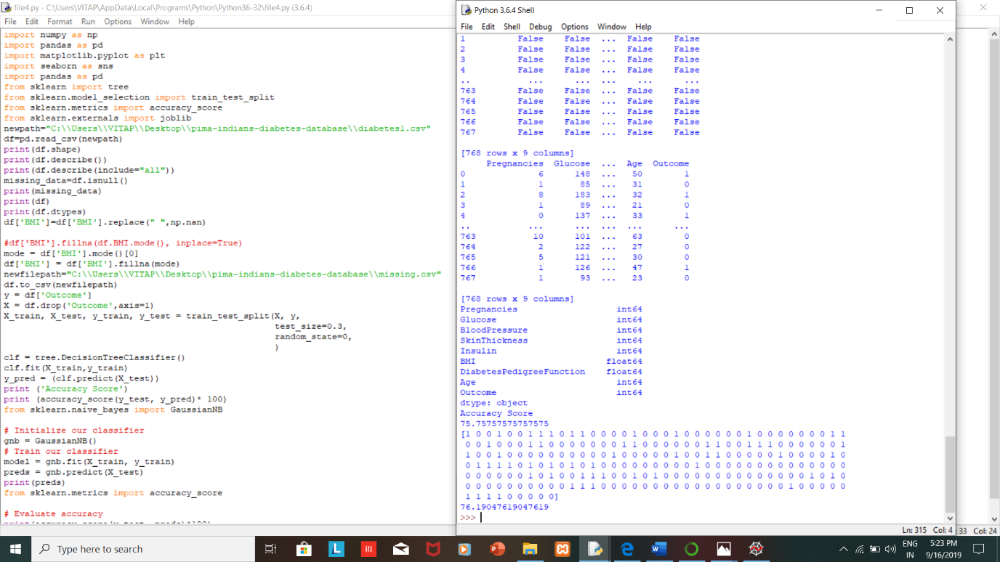 file4.py - C:\Users\VITAP\AppData\Local\Programs\Python\Python36-32\file4.py (3.6.4)
File Edit Format Run Options Window Help
import numpy as np
import pandas as pd
import matplotlib.pyplot as plt
import seaborn as sns
import pandas as pd
from sklearn import tree
from sklearn.model_selection import train_test_split
from sklearn.metrics import accuracy_score
from sklearn.externals import joblib
newpath="C:\\Users\\VITAP\\Desktop\\pima-indians-diabetes-database\\diabetes1.csv"
df=pd.read_csv(newpath)
print(df.shape)
print(df.describe())
print(df.describe(include="all"))
missing_data=df.isnull()
print(missing_data)
print(df)
print(df.dtypes)
df['BMI']=df['BMI'].replace(" ",np.nan)
#df['BMI'].fillna(df.BMI.mode(), inplace=True)
mode = df['BMI'].mode()[0]
df['BMI'] = df['BMI'].fillna(mode)
newfilepath="C:\\Users\\VITAP\\Desktop\\pima-indians-diabetes-database\\missing.csv"
df.to_csv(newfilepath)
y = df['Outcome']
X = df.drop('Outcome',axis=1)
X_train, X_test, y_train, y_test = train_test_split(X, y,
test_size=0.3,
random_state=0,
)
clf = tree.DecisionTreeClassifier()
clf.fit(X_train,y_train)
y_pred = (clf.predict(X_test))
print ('Accuracy Score')
print (accuracy_score(y_test, y_pred)* 100)
from sklearn.naive_bayes import GaussianNB
# Initialize our classifier
gnb = GaussianNB()
# Train our classifier
model = gnb.fit(X_train, y_train)
preds = gnb.predict(X_test)
print(preds)
from sklearn.metrics import accuracy_score
# Evaluate accuracy
Python 3.6.4 Shell
File Edit Shell Debug Options Window Help
1 False False ... False False
2 False False ... False False
3 False False ... False False
4 False False ... False False
.. ... ... ... ... ...
763 False False ... False False
764 False False ... False False
765 False False ... False False
766 False False ... False False
767 False False ... False False
[768 rows x 9 columns]
Pregnancies Glucose ... Age Outcome
0 6 148 ... 50 1
1 1 85 ... 31 0
2 8 183 ... 32 1
3 1 89 ... 21 0
4 0 137 ... 33 1
.. ... ... ... ... ...
763 10 101 ... 63 0
764 2 122 ... 27 0
765 5 121 ... 30 0
766 1 126 ... 47 1
767 1 93 ... 23 0
[768 rows x 9 columns]
Pregnancies int64
Glucose int64
BloodPressure int64
SkinThickness int64
Insulin int64
BMI float64
DiabetesPedigreeFunction float64
Age int64
Outcome int64
dtype: object
Accuracy Score
75.75757575757575
[1 0 0 1 0 0 1 1 1 0 1 1 0 0 0 0 1 0 0 0 1 0 0 0 0 0 0 1 0 0 0 0 0 0 0 1 1
0 0 1 0 0 0 1 0 0 0 0 0 0 0 0 1 1 0 0 0 0 0 0 1 1 0 0 1 1 1 0 0 0 0 0 0 1
1 0 0 1 0 0 0 0 0 0 0 0 0 0 1 0 0 0 0 0 1 0 0 1 1 0 0 0 0 0 1 0 0 0 0 1 0
0 1 1 1 1 0 1 0 1 0 1 0 1 0 0 0 0 0 0 0 0 0 1 0 0 0 0 0 0 0 0 0 0 0 0 0 0
0 0 0 0 0 0 1 0 1 0 0 1 1 1 0 0 1 0 1 0 0 0 0 0 0 0 0 0 0 0 0 0 0 1 0 1 0
0 0 0 0 0 0 0 0 0 0 1 1 1 0 0 0 0 0 0 0 0 0 0 0 0 0 0 0 0 0 0 1 0 0 0 0 0
1 1 1 1 0 0 0 0 0]
76.19047619047619
>>>
Ln: 315 Col: 4
33 Col: 24
Type here to search
ENG
IN
5:23 PM
9/16/2019